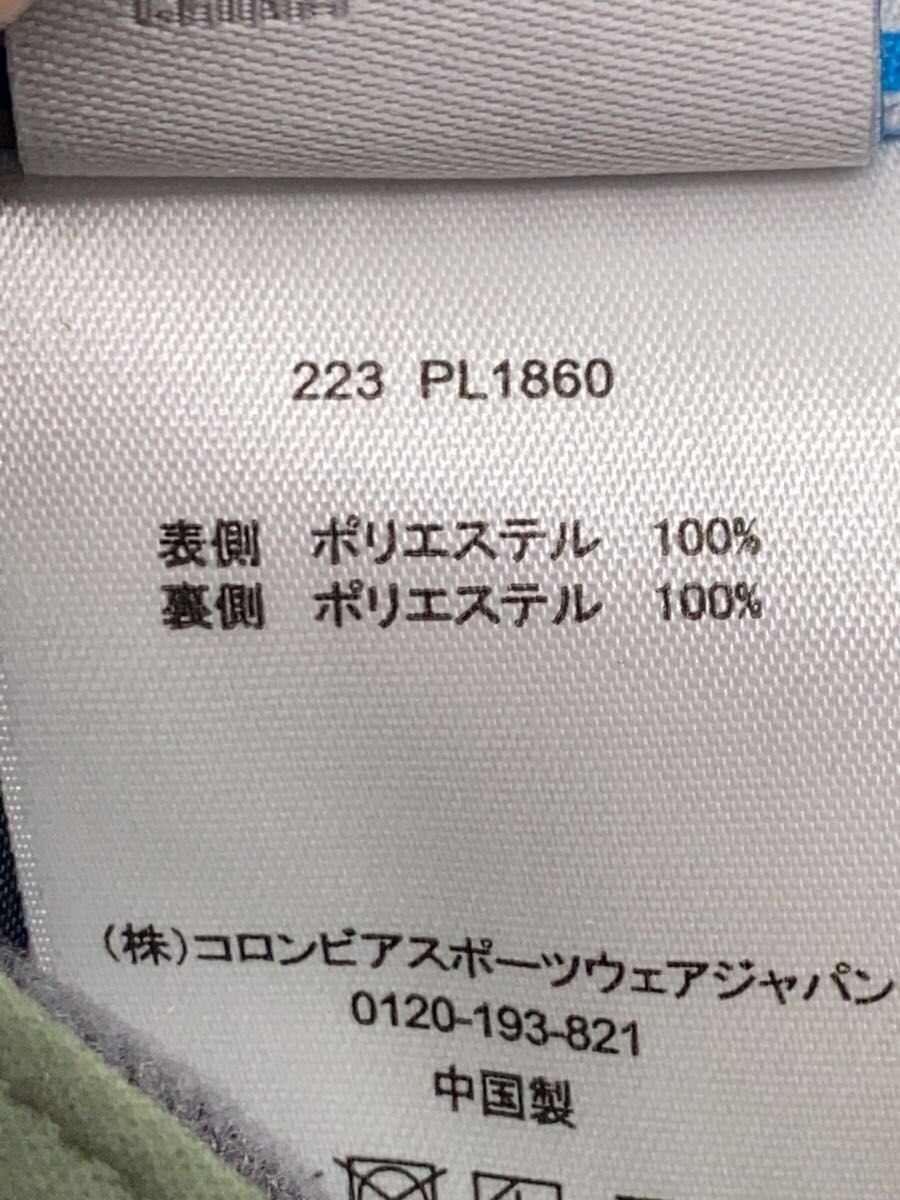 223 PL1860
表側 ポリエステル 100%
裏側 ポリエステル 100%
(株)コロンビアスポーツウェアジャパン
0120-193-821
中国製